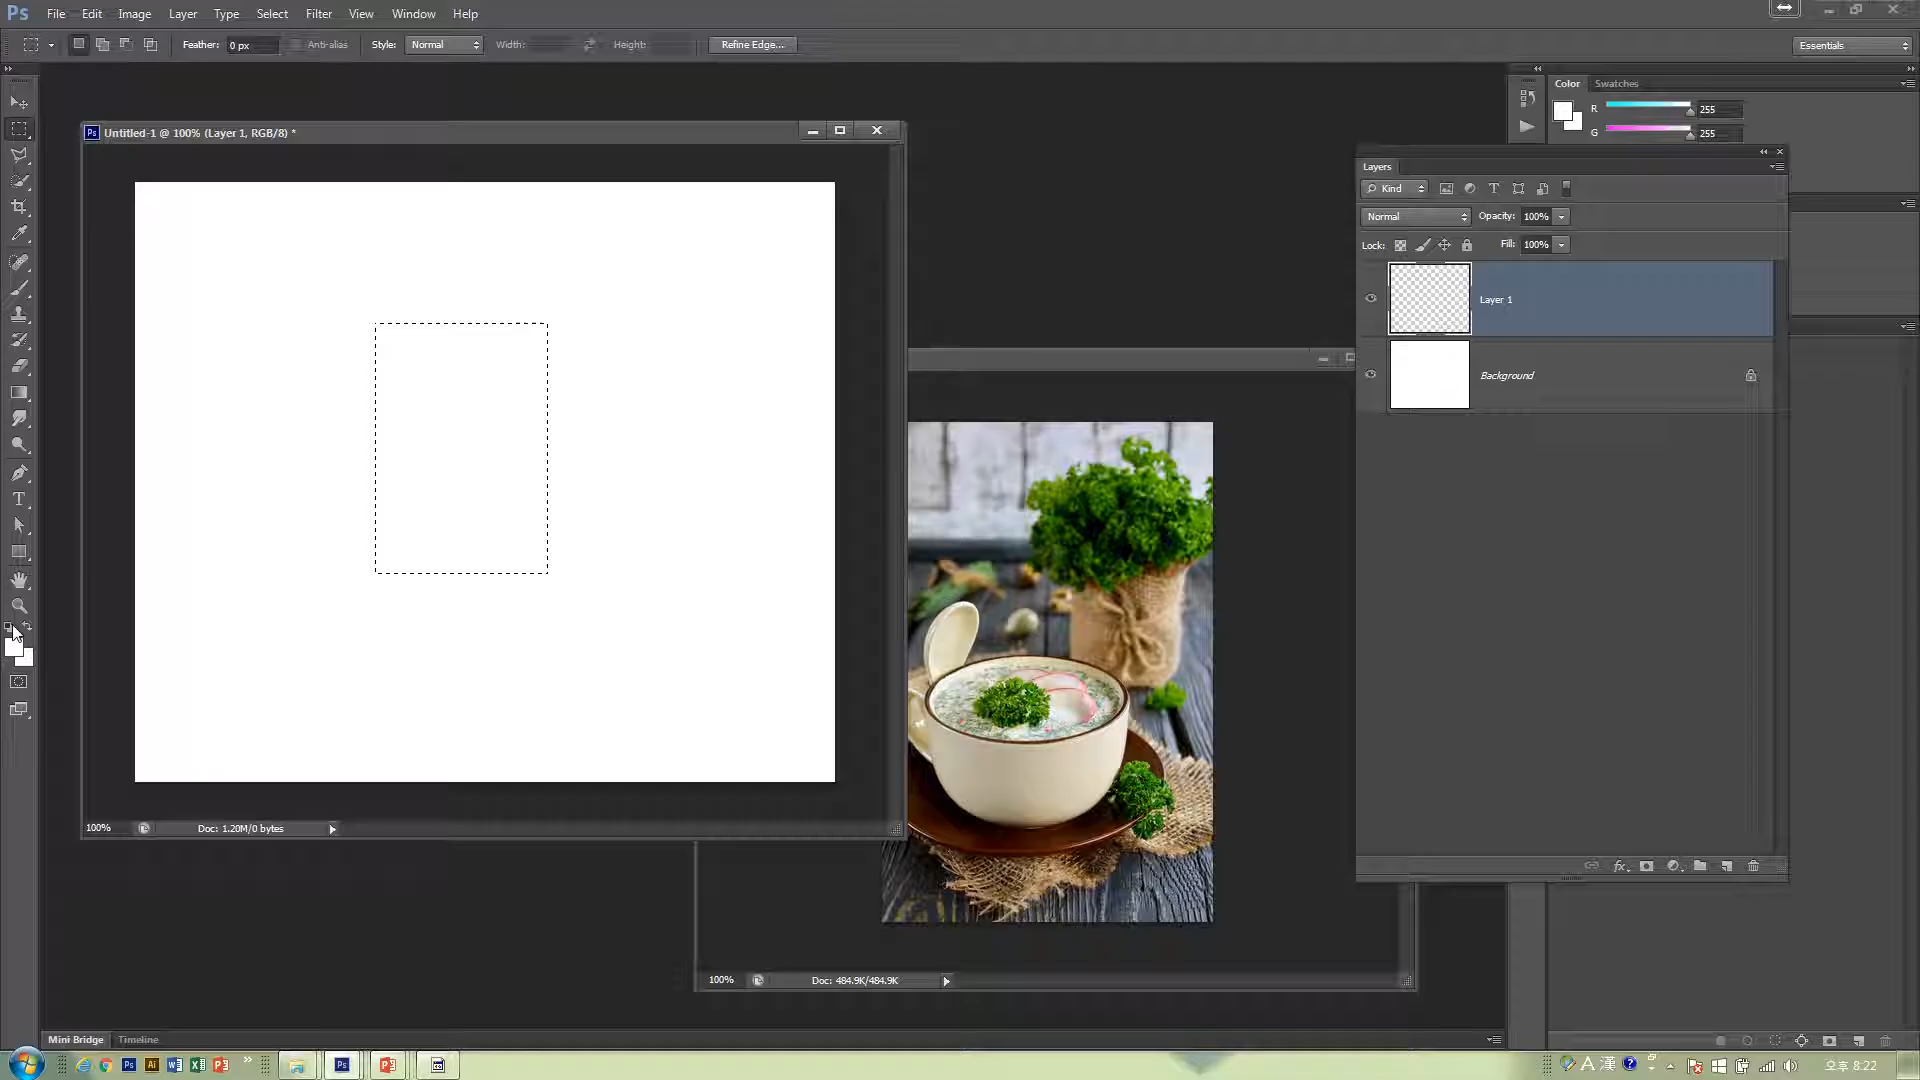 Ps File Edit Image Layer Type Select Filter View Window Help
Feather: 0 px Anti-alias Style: Normal Width: Height: Refine Edge... Essentials
Color Swatches
R 255
G 255
Ps Untitled-1 @ 100% (Layer 1, RGB/8) *
Layers
Kind
Normal Opacity: 100%
Lock: Fill: 100%
Layer 1
Background
100% Doc: 1.20M/0 bytes
100% Doc: 484.9K/484.9K
Mini Bridge Timeline
A 漢 오후 8:22